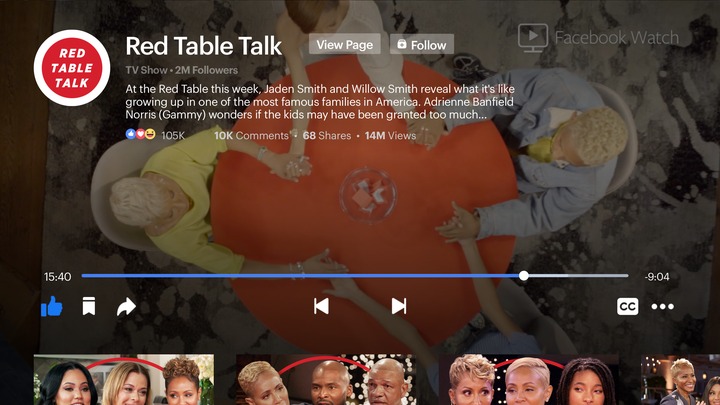 RED
TABLE
TALK
Red Table Talk
View Page
Follow
Facebook Watch
TV Show • 2M Followers
At the Red Table this week, Jaden Smith and Willow Smith reveal what it's like
growing up in one of the most famous families in America. Adrienne Banfield
Norris (Gammy) wonders if the kids may have been granted too much...
105K
10K Comments • 68 Shares • 14M Views
15:40
-9:04
CC